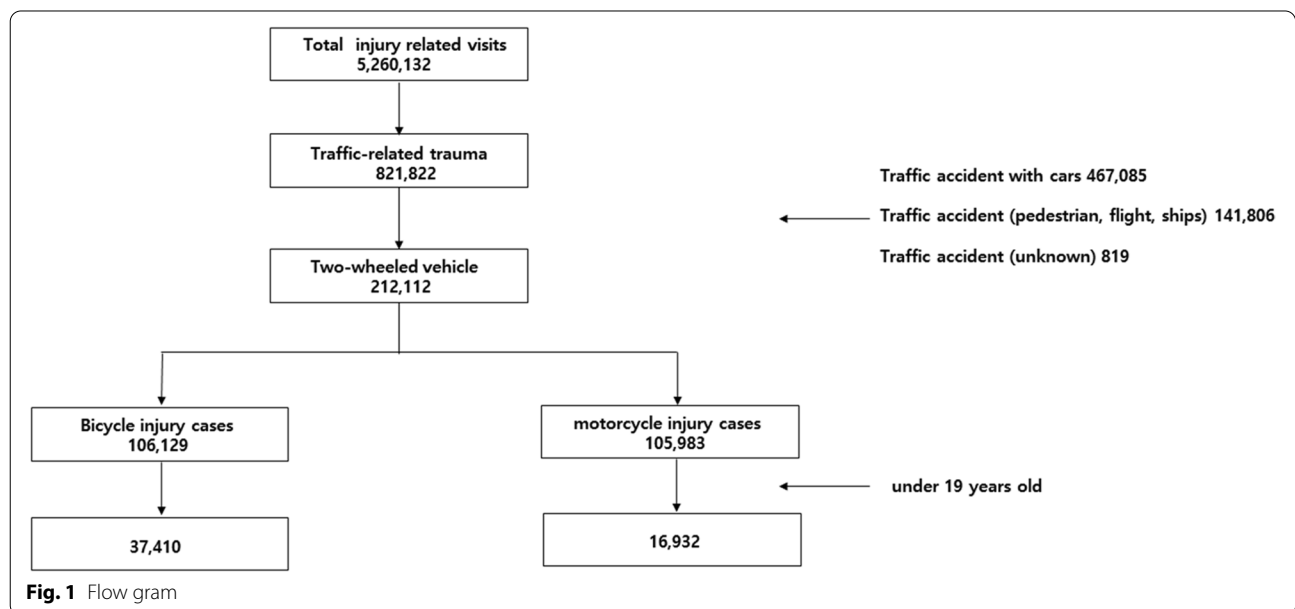 Total injury related visits
5,260,132
Traffic-related trauma
821,822
Traffic accident with cars 467,085
Traffic accident (pedestrian, flight, ships) 141,806
Traffic accident (unknown) 819
Two-wheeled vehicle
212,112
Bicycle injury cases
106,129
motorcycle injury cases
105,983
under 19 years old
37,410
16,932
Fig. 1 Flow gram